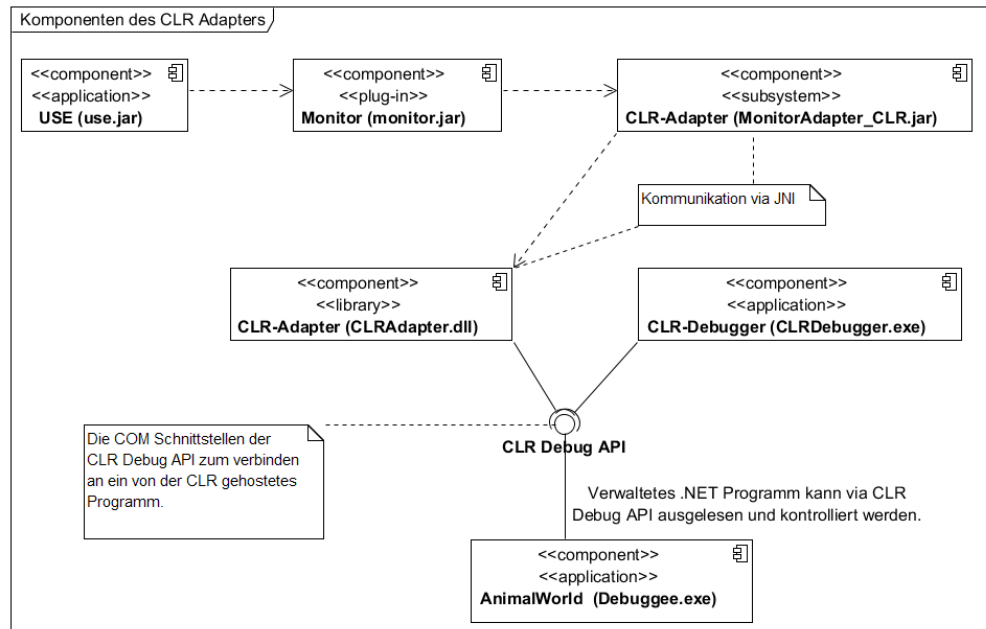 Komponenten des CLR Adapters
<<component>>
<<application>>
USE (use.jar)
<<component>>
<<plug-in>>
Monitor (monitor.jar)
<<component>>
<<subsystem>>
CLR-Adapter (MonitorAdapter_CLR.jar)
Kommunikation via JNI
<<component>>
<<library>>
CLR-Adapter (CLRAdapter.dll)
<<component>>
<<application>>
CLR-Debugger (CLRDebugger.exe)
Die COM Schnittstellen der
CLR Debug API zum verbinden
an ein von der CLR gehostetes
Programm.
CLR Debug API
Verwaltetes .NET Programm kann via CLR
Debug API ausgelesen und kontrolliert werden.
<<component>>
<<application>>
AnimalWorld (Debuggee.exe)